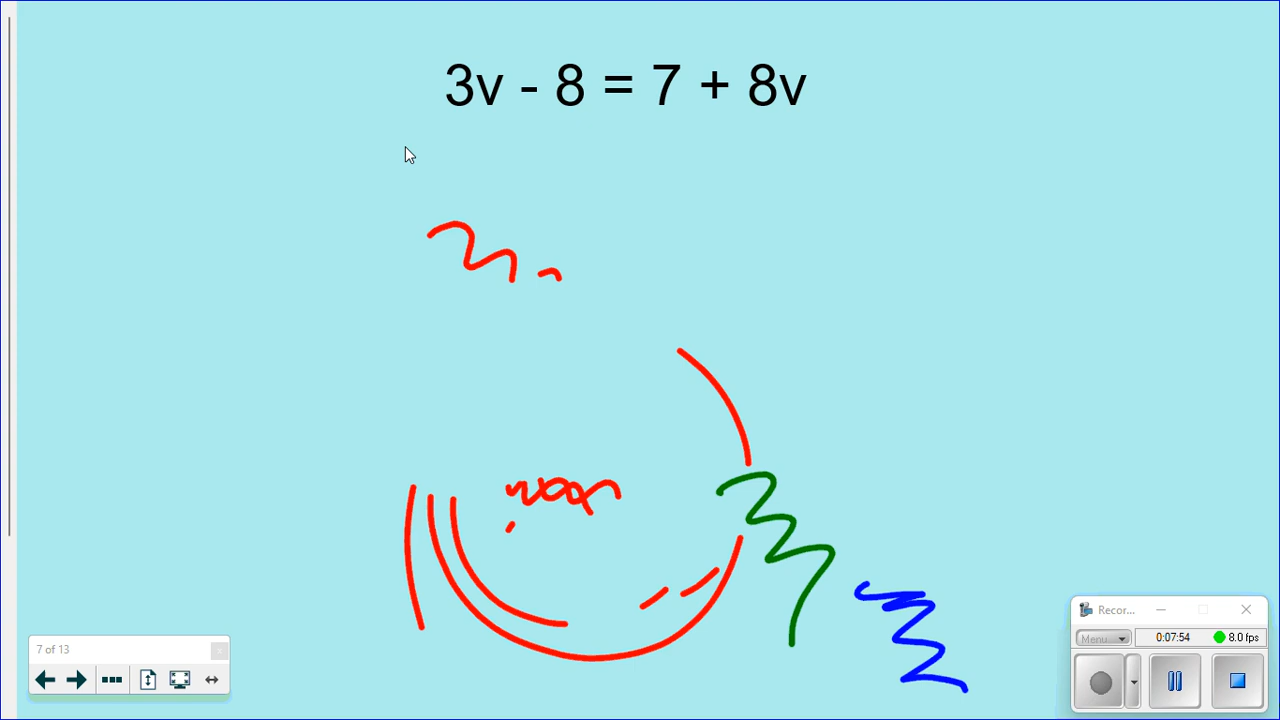 3v - 8 = 7 + 8v
7 of 13
Recor...
Menu
0:07:54
8.0 fps